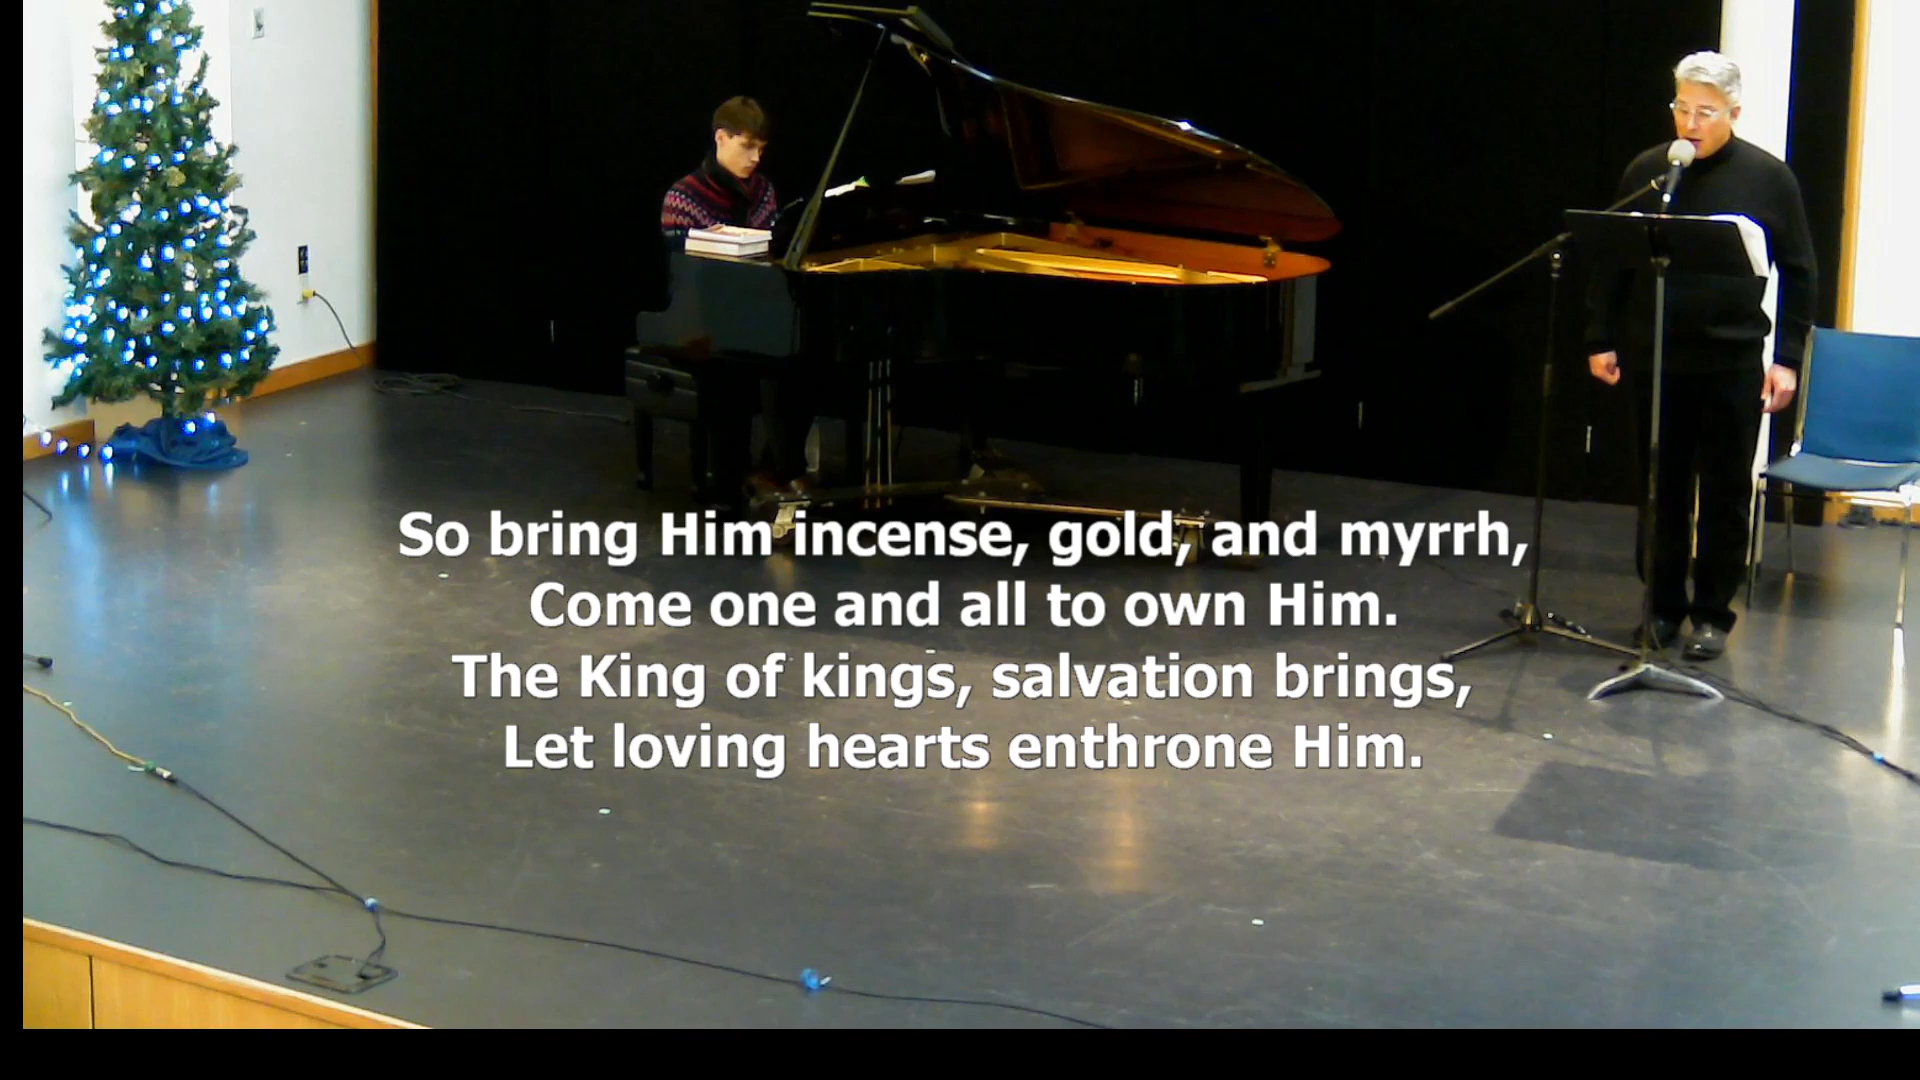 So bring Him incense, gold, and myrrh,
Come one and all to own Him.
The King of kings, salvation brings,
Let loving hearts enthrone Him.